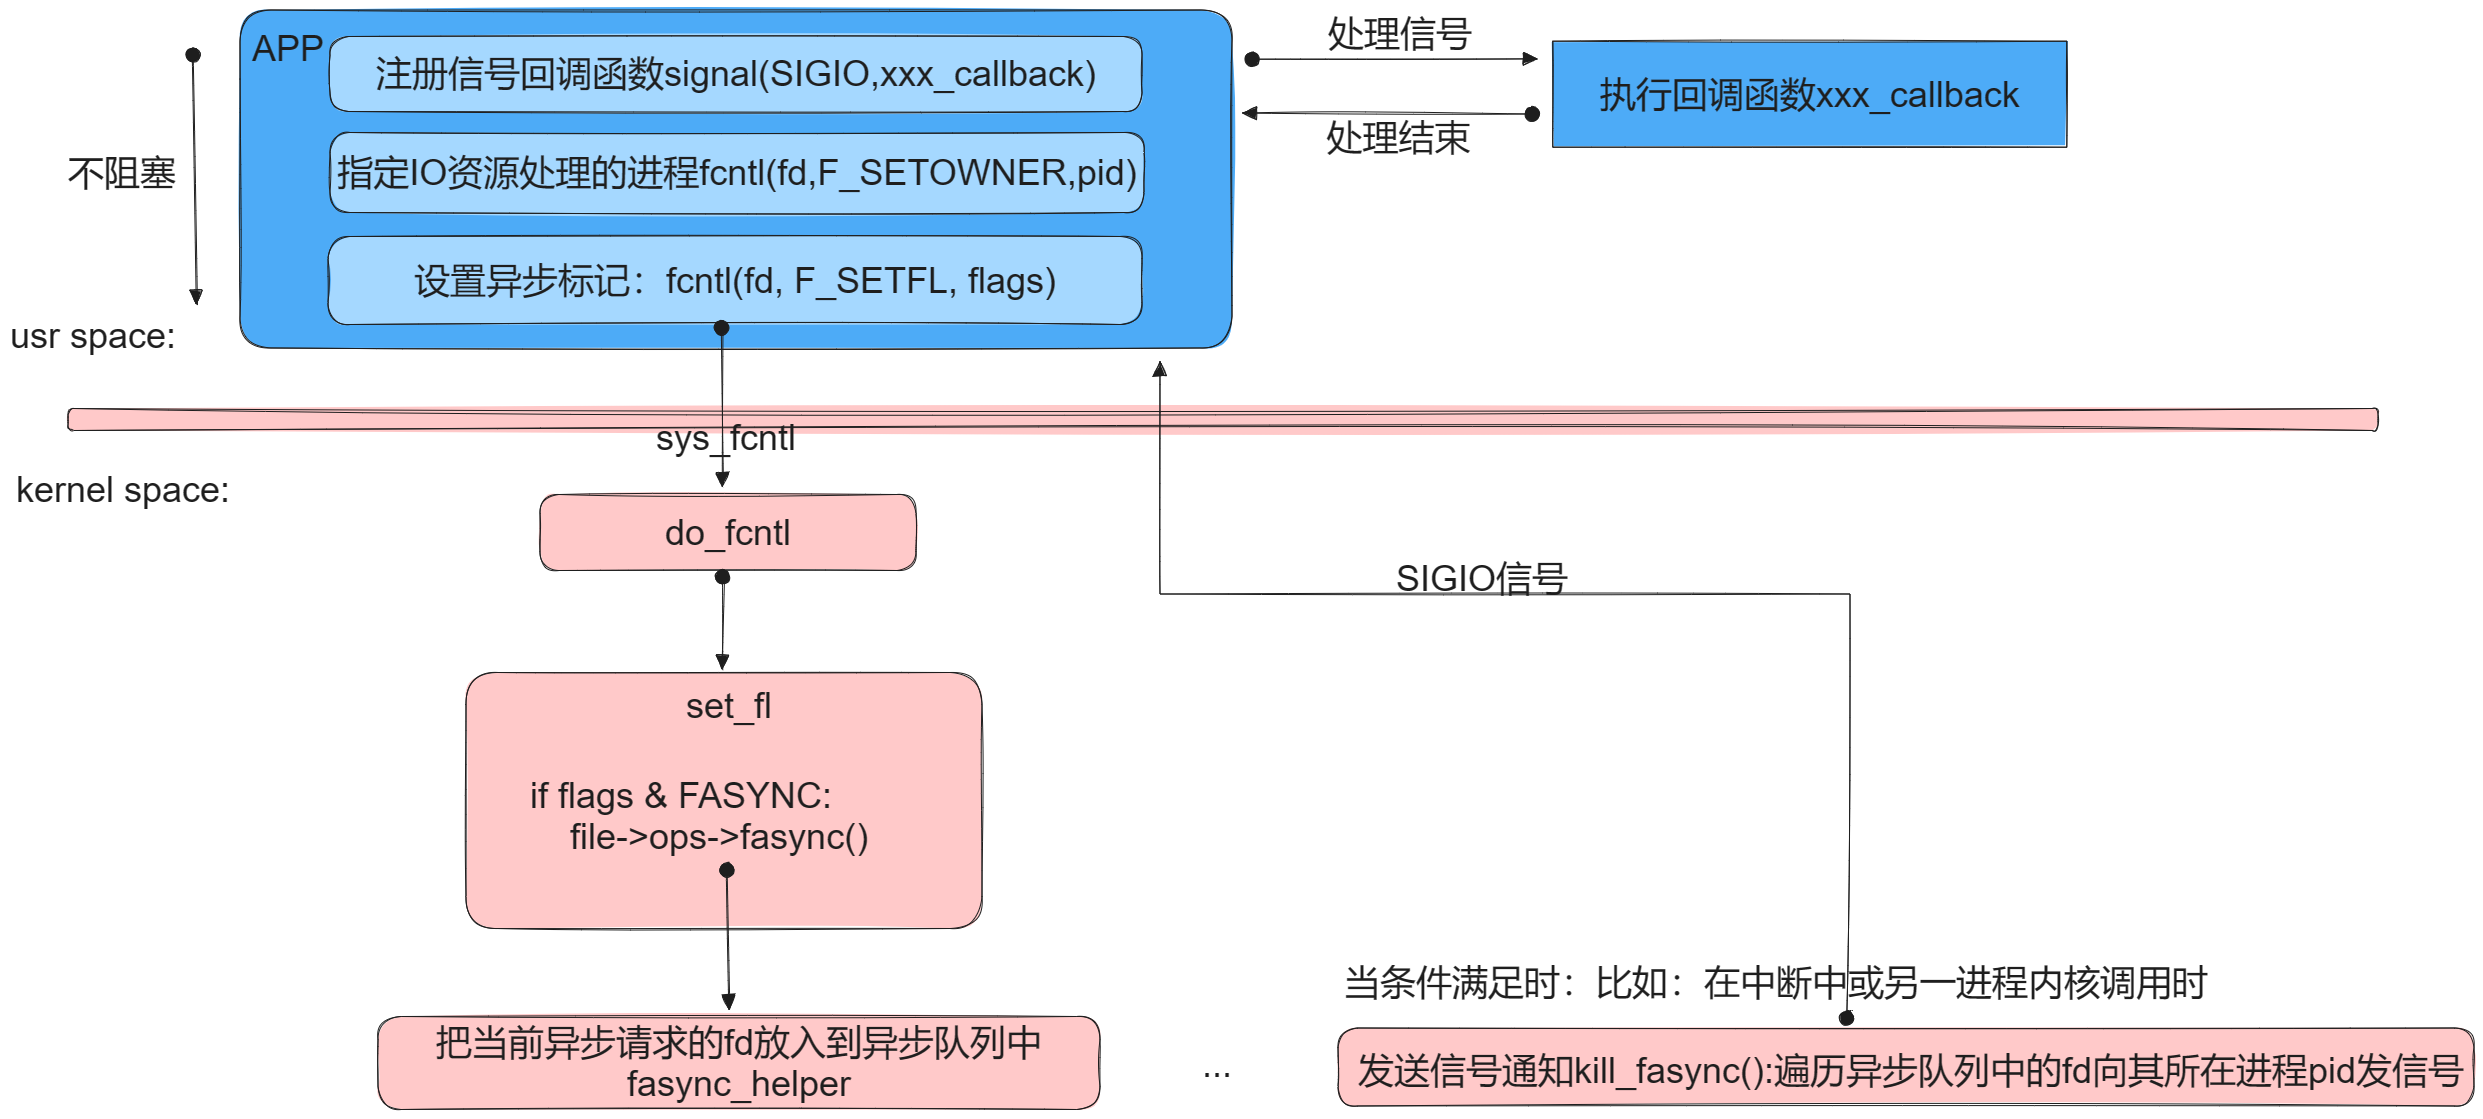 APP
注册信号回调函数signal(SIGIO,xxx_callback)
处理信号
执行回调函数xxx_callback
处理结束
不阻塞
指定IO资源处理的进程fcntl(fd,F_SETOWNER,pid)
设置异步标记：fcntl(fd, F_SETFL, flags)
usr space:
sys_fcntl
kernel space:
do_fcntl
SIGIO信号
set_fl
if flags & FASYNC:
file->ops->fasync()
当条件满足时：比如：在中断中或另一进程内核调用时
把当前异步请求的fd放入到异步队列中
fasync_helper
...
发送信号通知kill_fasync():遍历异步队列中的fd向其所在进程pid发信号